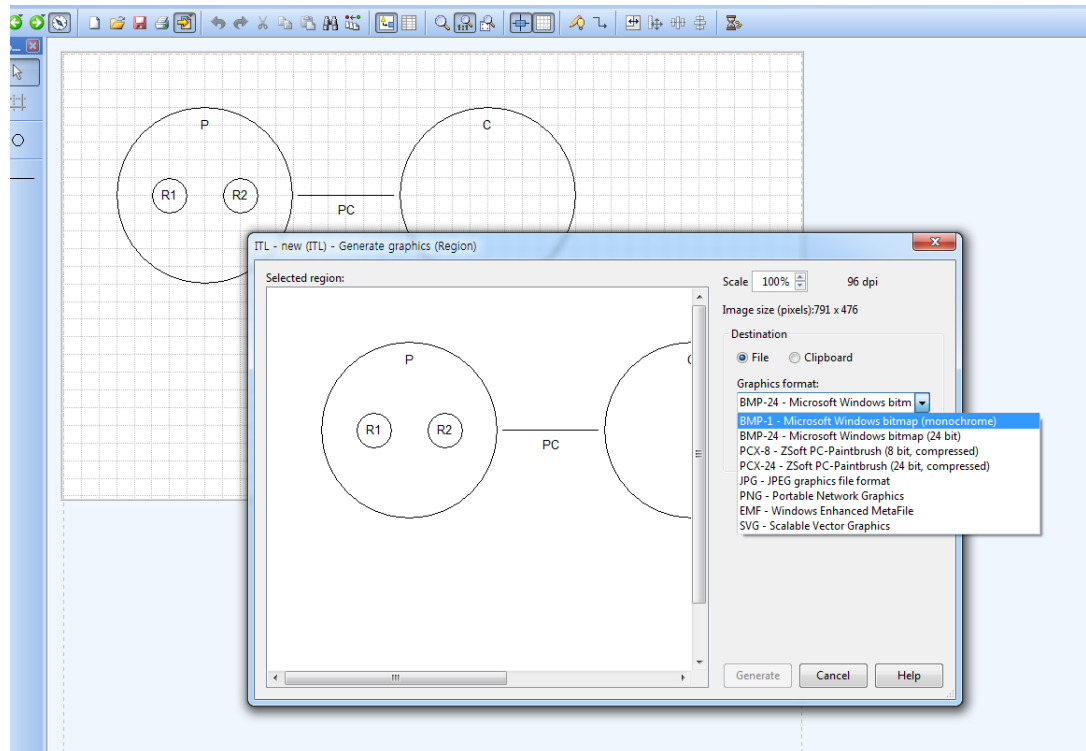 P
C
R1
R2
PC
ITL - new (ITL) - Generate graphics (Region)
Selected region:
P
R1
R2
PC
Scale 100% 96 dpi
Image size (pixels):791 x 476
Destination
File Clipboard
Graphics format:
BMP-24 - Microsoft Windows bitm
BMP-1 - Microsoft Windows bitmap (monochrome)
BMP-24 - Microsoft Windows bitmap (24 bit)
PCX-8 - ZSoft PC-Paintbrush (8 bit, compressed)
PCX-24 - ZSoft PC-Paintbrush (24 bit, compressed)
JPG - JPEG graphics file format
PNG - Portable Network Graphics
EMF - Windows Enhanced MetaFile
SVG - Scalable Vector Graphics
Generate Cancel Help